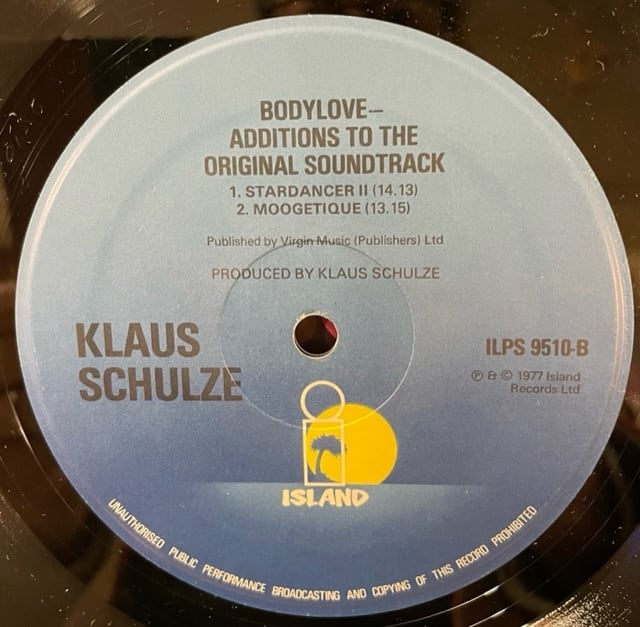 BODYLOVE—
ADDITIONS TO THE
ORIGINAL SOUNDTRACK
1. STARDANCER II (14.13)
2. MOOGETIQUE (13.15)
Published by Virgin Music (Publishers) Ltd
PRODUCED BY KLAUS SCHULZE
KLAUS
SCHULZE
ILPS 9510-B
℗ & © 1977 Island
Records Ltd
ISLAND
UNAUTHORISED PUBLIC PERFORMANCE BROADCASTING AND COPYING OF THIS RECORD PROHIBITED